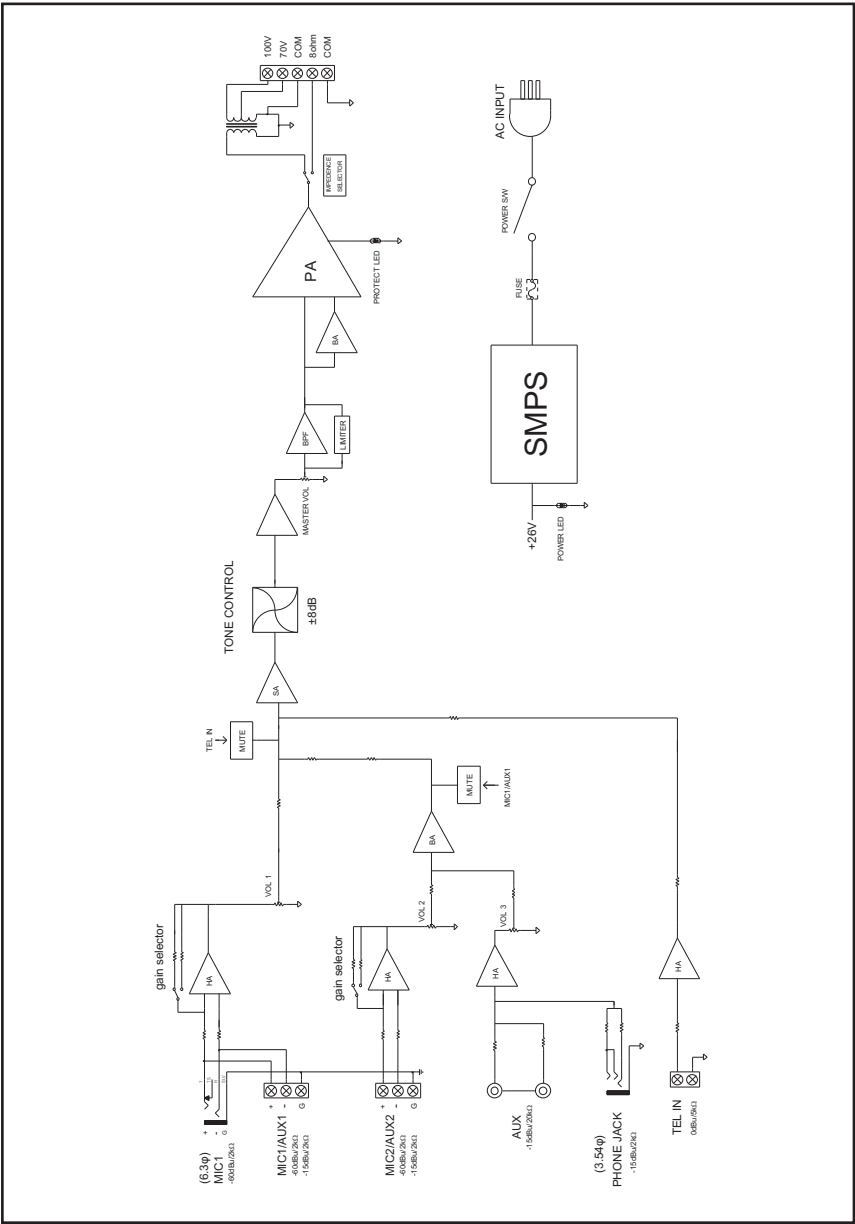 100V
70V
COM
8ohm
COM
IMPEDENCE
SELECTOR
PA
PROTECT LED
BA
BPF
LIMITER
MASTER VOL
TONE CONTROL
±8dB
SA
TEL IN
MUTE
MUTE
MIC1/AUX1
BA
VOL 1
VOL 2
VOL 3
gain selector
HA
gain selector
HA
HA
HA
(6.3φ)
MIC1
-60dBu/2kΩ
+
-
G
MIC1/AUX1
-60dBu/2kΩ
-15dBu/2kΩ
+
-
G
MIC2/AUX2
-60dBu/2kΩ
-15dBu/2kΩ
+
-
G
AUX
-15dBu/20kΩ
(3.54φ)
PHONE JACK
-15dBu/2kΩ
TEL IN
0dBu/5kΩ
AC INPUT
POWER S/W
FUSE
SMPS
+26V
POWER LED